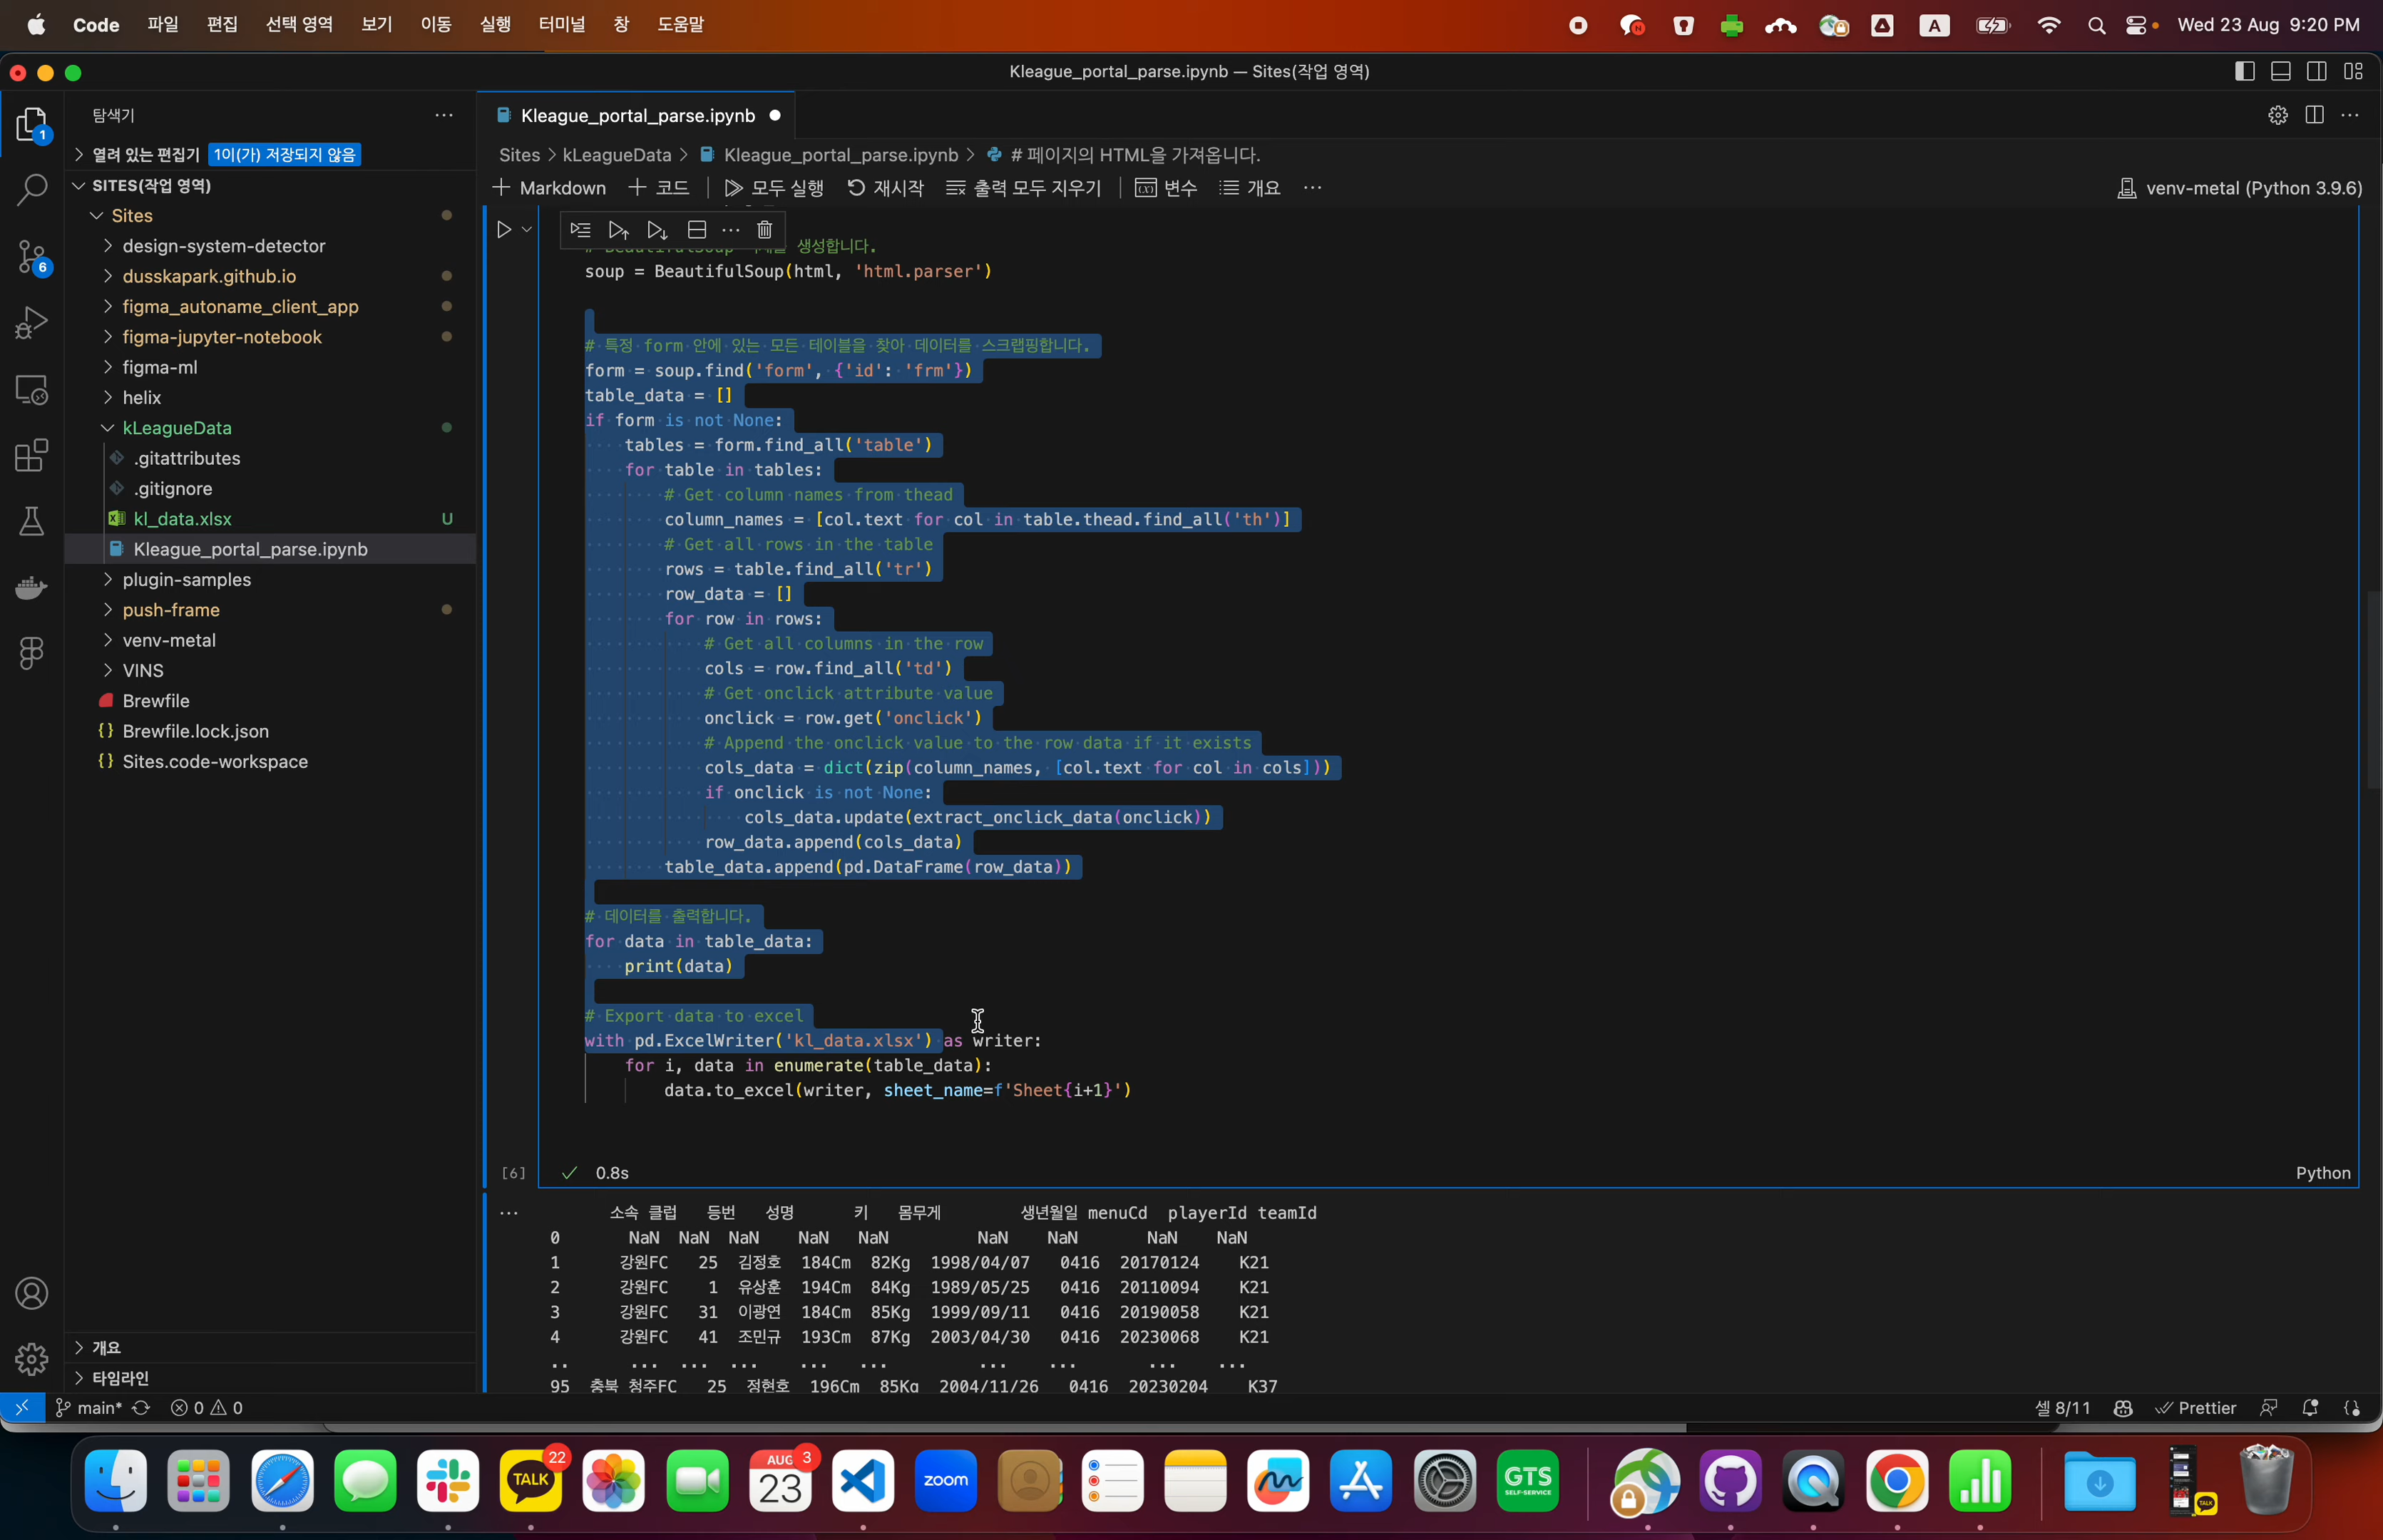 Code 파일 편집 선택 영역 보기 이동 실행 터미널 창 도움말 A Wed 23 Aug 9:20 PM
Kleague_portal_parse.ipynb — Sites(작업 영역)
탐색기
Kleague_portal_parse.ipynb
1
열려 있는 편집기 1이(가) 저장되지 않음
Sites > kLeagueData > Kleague_portal_parse.ipynb > # 페이지의 HTML을 가져옵니다.
SITES(작업 영역)
+ Markdown + 코드 모두 실행 재시작 출력 모두 지우기 변수 개요 ... venv-metal (Python 3.9.6)
Sites
design-system-detector
6
dusskapark.github.io
figma_autoname_client_app
figma-jupyter-notebook
figma-ml
helix
kLeagueData
.gitattributes
.gitignore
kl_data.xlsx U
Kleague_portal_parse.ipynb
plugin-samples
push-frame
venv-metal
VINS
Brewfile
Brewfile.lock.json
Sites.code-workspace
개요
타임라인
생성합니다.
soup = BeautifulSoup(html, 'html.parser')
# 특정 form 안에 있는 모든 테이블을 찾아 데이터를 스크랩핑합니다.
form = soup.find('form', {'id': 'frm'})
table_data = []
if form is not None:
tables = form.find_all('table')
for table in tables:
# Get column names from thead
column_names = [col.text for col in table.thead.find_all('th')]
# Get all rows in the table
rows = table.find_all('tr')
row_data = []
for row in rows:
# Get all columns in the row
cols = row.find_all('td')
# Get onclick attribute value
onclick = row.get('onclick')
# Append the onclick value to the row data if it exists
cols_data = dict(zip(column_names, [col.text for col in cols]))
if onclick is not None:
cols_data.update(extract_onclick_data(onclick))
row_data.append(cols_data)
table_data.append(pd.DataFrame(row_data))
# 데이터를 출력합니다.
for data in table_data:
print(data)
# Export data to excel
with pd.ExcelWriter('kl_data.xlsx') as writer:
for i, data in enumerate(table_data):
data.to_excel(writer, sheet_name=f'Sheet{i+1}')
[6] 0.8s Python
... 소속 클럽 등번 성명 키 몸무게 생년월일 menuCd playerId teamId
0 NaN NaN NaN NaN NaN NaN NaN NaN NaN
1 강원FC 25 김정호 184Cm 82Kg 1998/04/07 0416 20170124 K21
2 강원FC 1 유상훈 194Cm 84Kg 1989/05/25 0416 20110094 K21
3 강원FC 31 이광연 184Cm 85Kg 1999/09/11 0416 20190058 K21
4 강원FC 41 조민규 193Cm 87Kg 2003/04/30 0416 20230068 K21
.. ... ... ... ... ... ... ... ... ...
95 충북 청주FC 25 정현호 196Cm 85Kg 2004/11/26 0416 20230204 K37
main* 0 0 셀 8/11 Prettier
TALK 22 AUG 23 3 zoom GTS SELF-SERVICE TALK